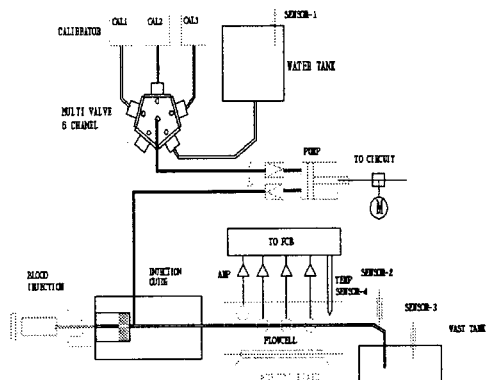 CAL1 CAL2 CAL3
SENSOR-1
CALIBRATOR
WATER TANK
MULTI VALVE
6 CHANEL
PUMP
TO CIRCUIT
M
TO PCB
AMP
TEMP
SENSOR-4
SENSOR-2
SENSOR-3
BLOOD
INJECTION
INJECTION
GUIDE
FLOWCELL
WAST TANK